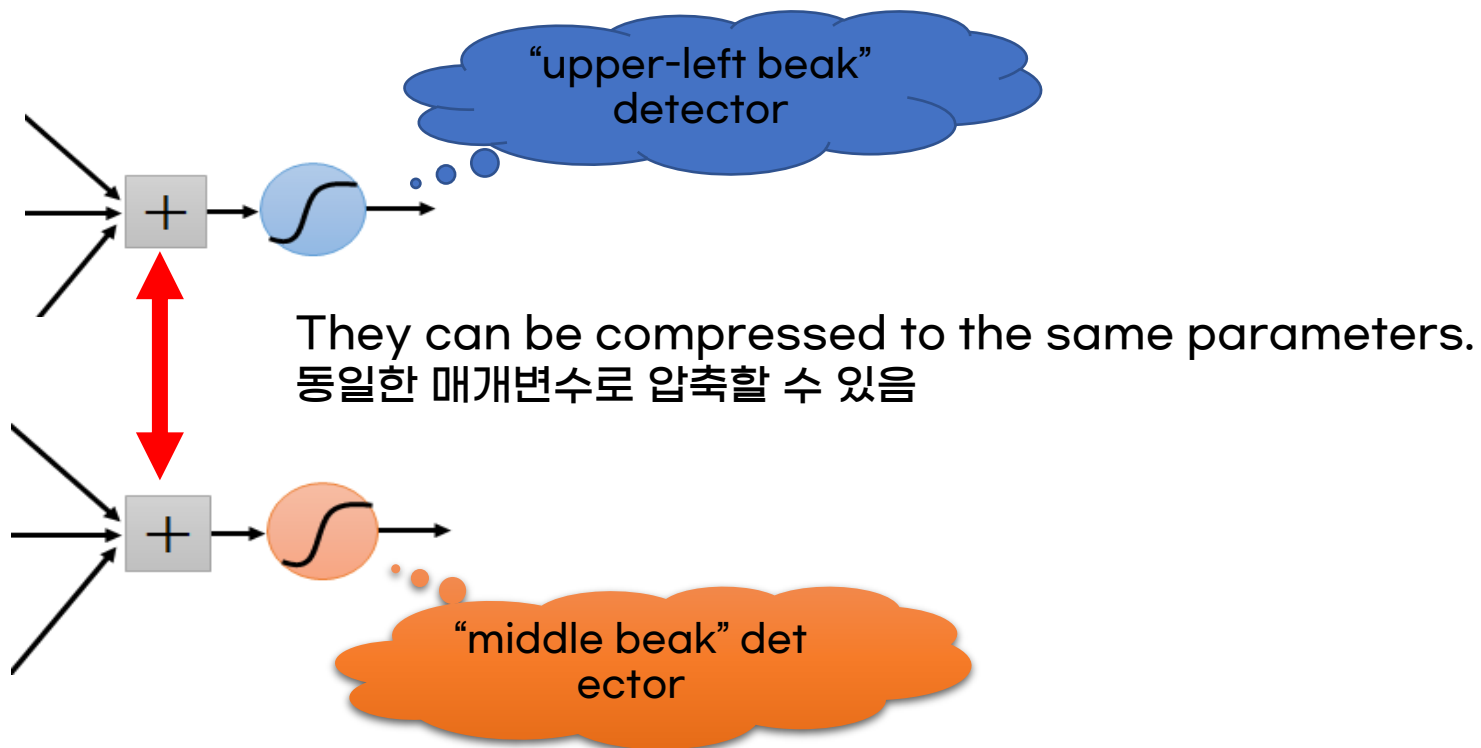 “upper-left beak”
detector
+
They can be compressed to the same parameters.
동일한 매개변수로 압축할 수 있음
+
“middle beak” det
ector